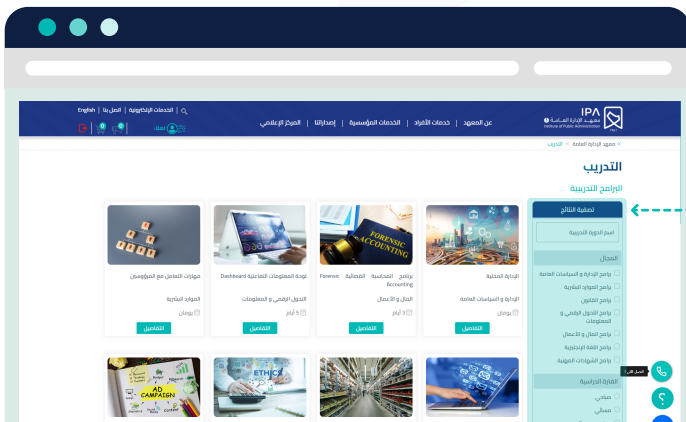 English | اتصل بنا | الخدمات الإلكترونية
IPA
معهد الإدارة العامة
Institute of Public Administration
عن المعهد | خدمات الأفراد | الخدمات المؤسسية | إصداراتنا | المركز الإعلامي
0
0
معهد الإدارة العامة > التدريب
التدريب
البرامج التدريبية
تصفية النتائج
اسم الدورة التدريبية
المجال
برامج الإدارة و السياسات العامة
برامج الموارد البشرية
برامج القانون
برامج التحول الرقمي و
المعلومات
برامج المال و الأعمال
برامج اللغة الإنجليزية
برامج الشهادات المهنية
الفترة الدراسية
صباحي
مسائي
الإدارة المحلية
الإدارة و السياسات العامة
يومان
التفاصيل
FORENSIC
ACCOUNTING
برنامج المحاسبة القضائية Forensic
Accounting
المال و الأعمال
3 أيام
التفاصيل
لوحة المعلومات التفاعلية Dashboard
التحول الرقمي و المعلومات
5 أيام
التفاصيل
مهارات التعامل مع المرؤوسين
الموارد البشرية
يومان
التفاصيل
ETHICS
AD
CAMPAIGN
اتصل الآن!